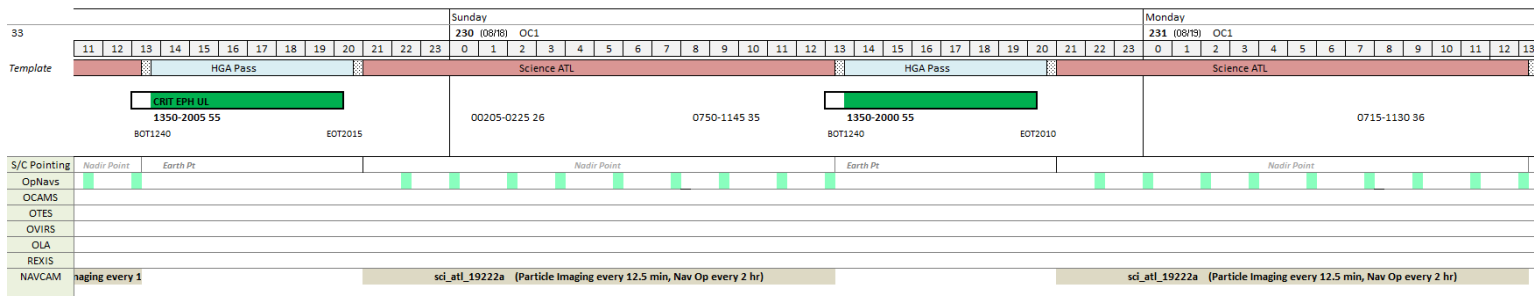 Sunday Monday
33 230 (08/18) OC1 231 (08/19) OC1
11 12 13 14 15 16 17 18 19 20 21 22 23 0 1 2 3 4 5 6 7 8 9 10 11 12 13 14 15 16 17 18 19 20 21 22 23 0 1 2 3 4 5 6 7 8 9 10 11 12 13
Template HGA Pass Science ATL HGA Pass Science ATL
CRIT EPH UL
1350-2005 55 00205-0225 26 0750-1145 35 1350-2000 55 0715-1130 36
BOT1240 EOT2015 BOT1240 EOT2010
S/C Pointing Nadir Point Earth Pt Nadir Point Earth Pt Nadir Point
OpNavs
OCAMS
OTES
OVIRS
OLA
REXIS
NAVCAM naging every 1 sci_atl_19222a (Particle Imaging every 12.5 min, Nav Op every 2 hr) sci_atl_19222a (Particle Imaging every 12.5 min, Nav Op every 2 hr)